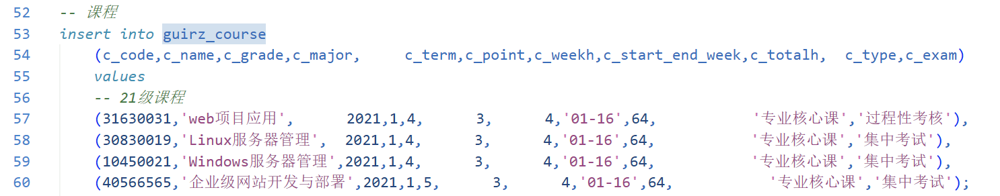 52 -- 课程
53 insert into guirz_course
54 (c_code,c_name,c_grade,c_major, c_term,c_point,c_weekh,c_start_end_week,c_totalh, c_type,c_exam)
55 values
56 -- 21级课程
57 (31630031,'web项目应用', 2021,1,4, 3, 4,'01-16',64, '专业核心课','过程性考核'),
58 (30830019,'Linux服务器管理', 2021,1,4, 3, 4,'01-16',64, '专业核心课','集中考试'),
59 (10450021,'Windows服务器管理',2021,1,4, 3, 4,'01-16',64, '专业核心课','集中考试'),
60 (40566565,'企业级网站开发与部署',2021,1,5, 3, 4,'01-16',64, '专业核心课','集中考试');